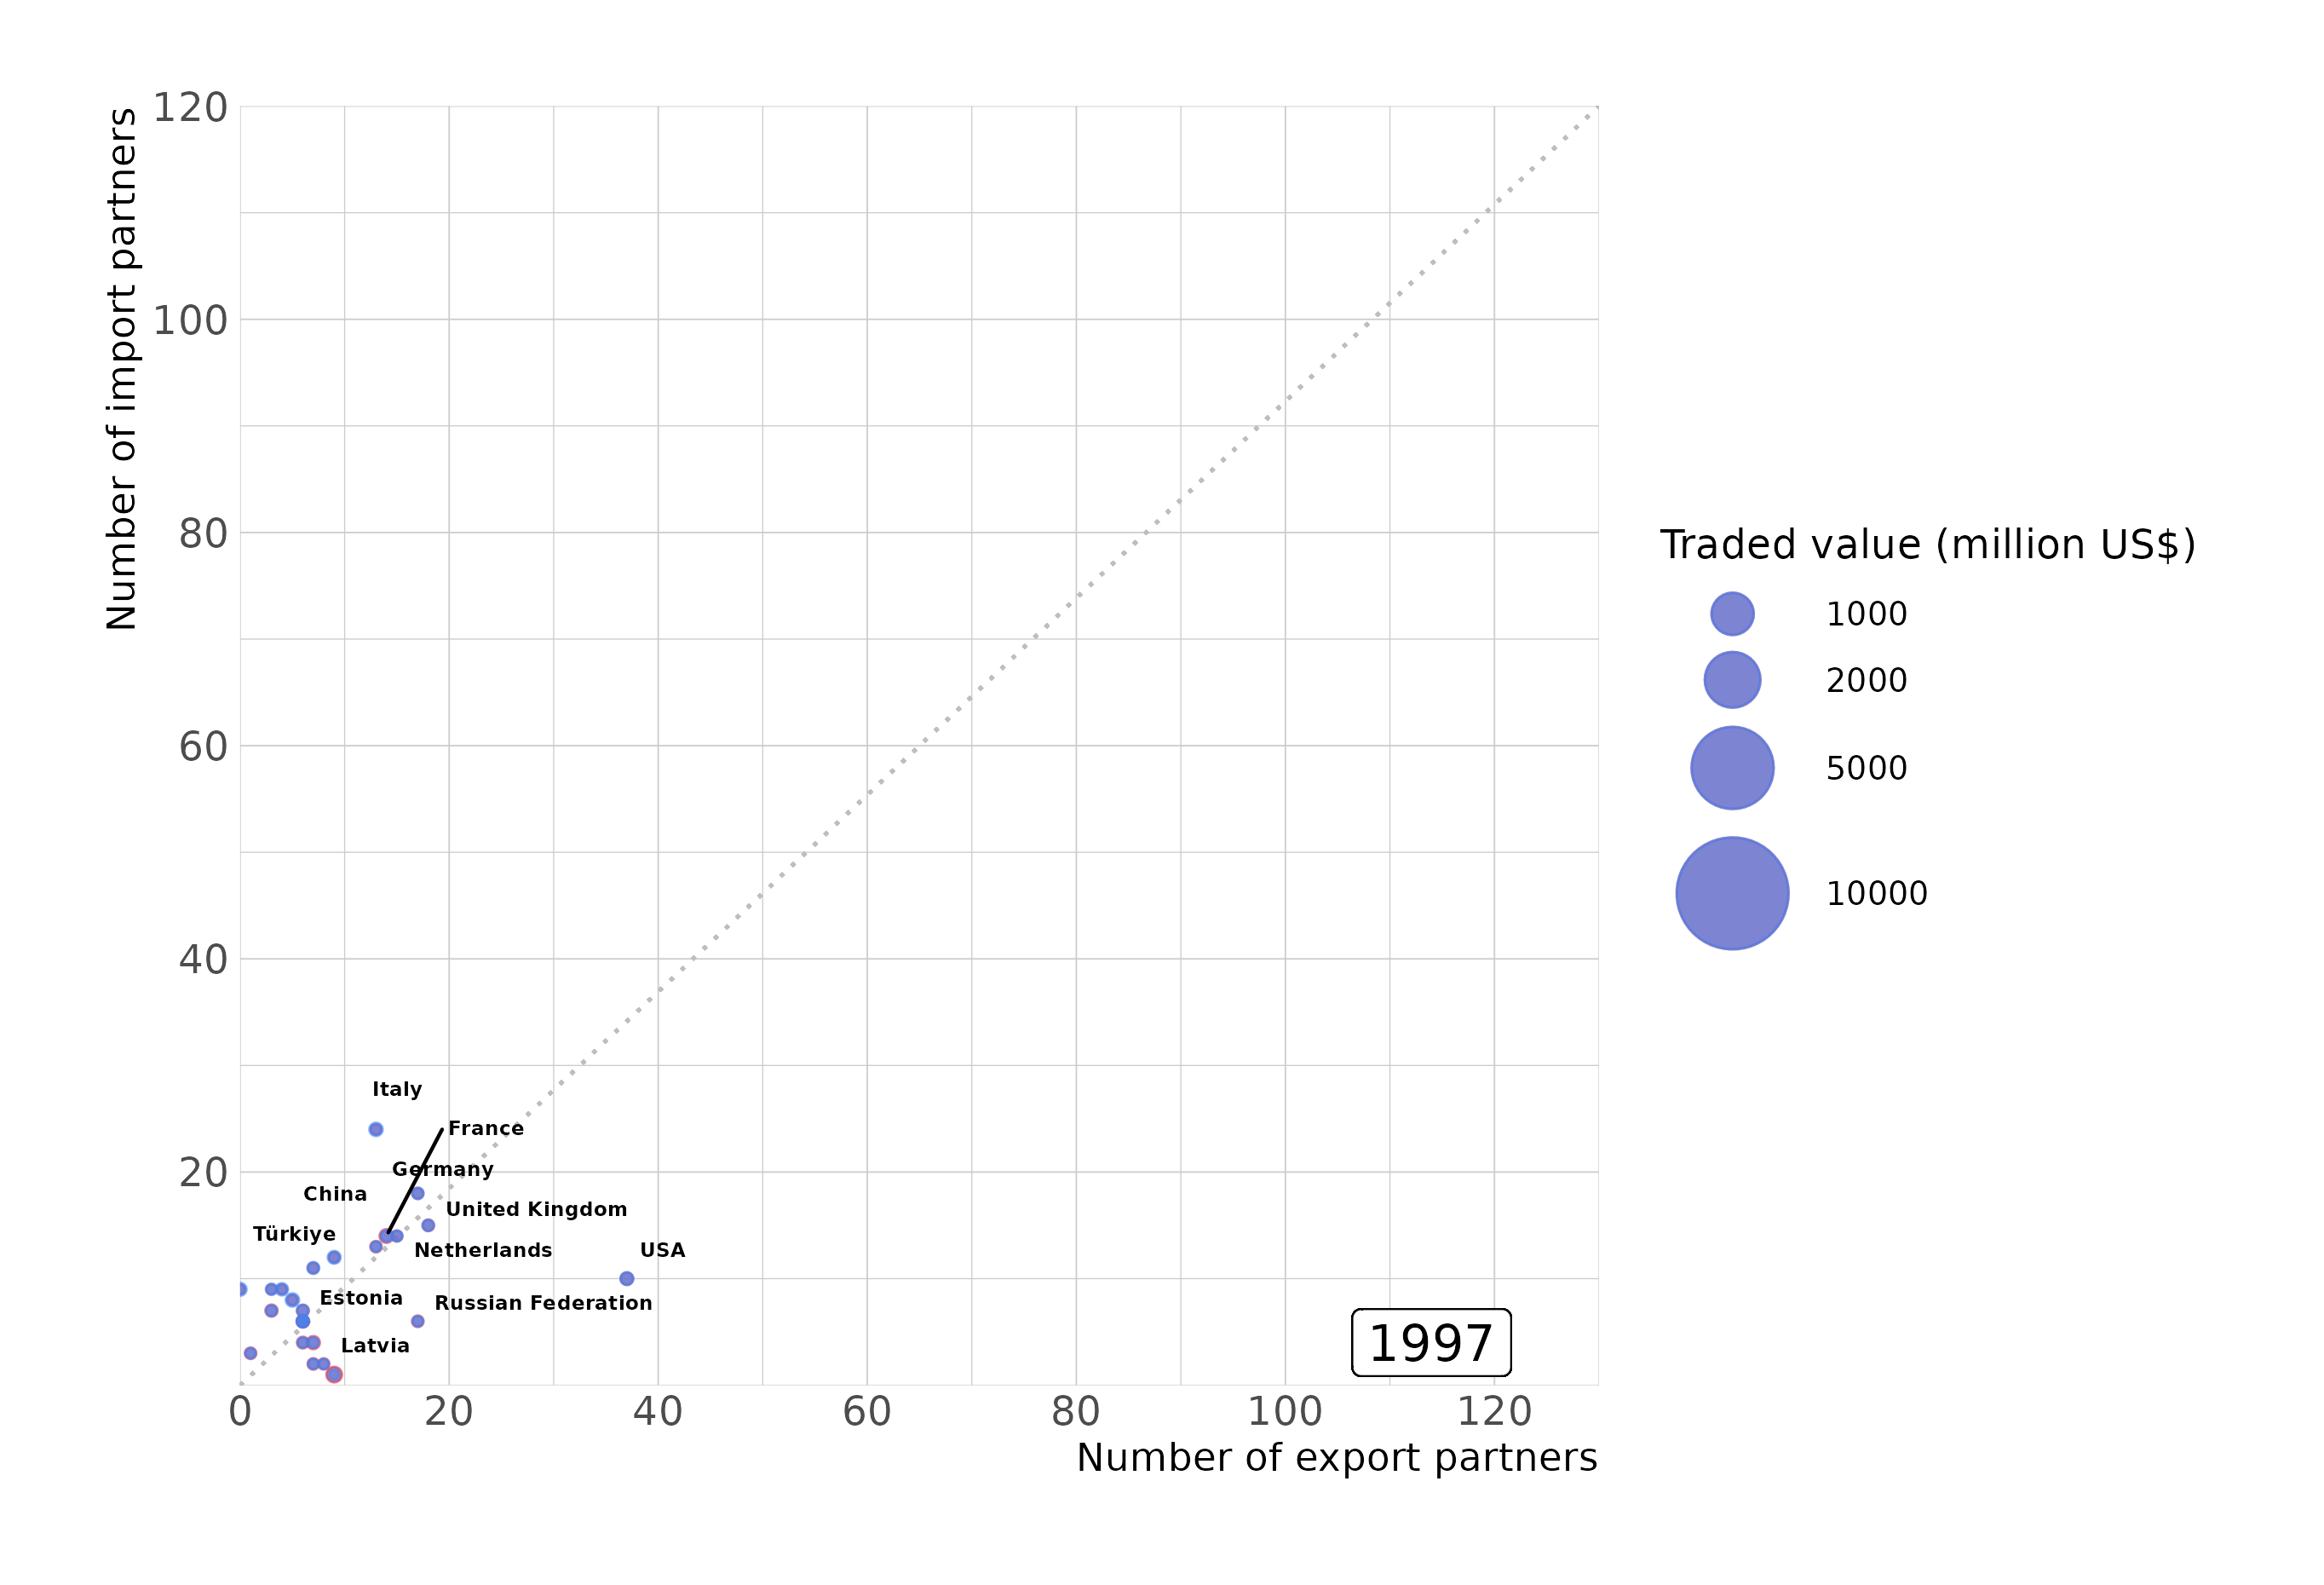 Number of import partners
120
100
80
60
40
20
Italy
France
Germany
China
United Kingdom
Türkiye
Netherlands
USA
Estonia
Russian Federation
Latvia
1997
0 20 40 60 80 100 120
Number of export partners
Traded value (million US$)
1000
2000
5000
10000